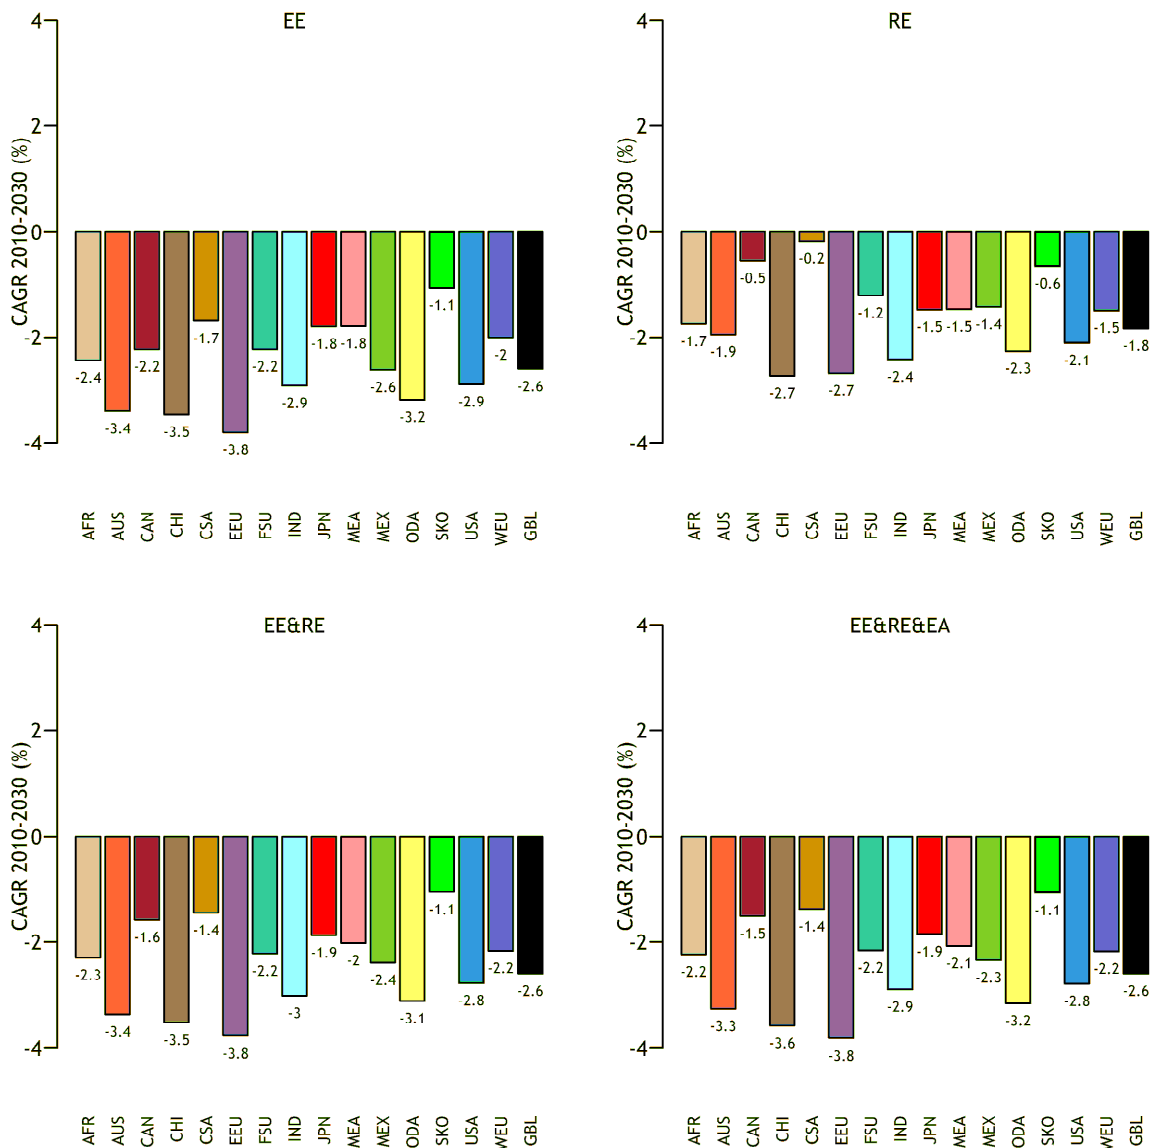 EE
CAGR 2010-2030 (%)
4
2
0
-2
-4
-2.4 -3.4 -2.2 -3.5 -1.7 -3.8 -2.2 -2.9 -1.8 -1.8 -2.6 -3.2 -1.1 -2.9 -2 -2.6
AFR AUS CAN CHI CSA EEU FSU IND JPN MEA MEX ODA SKO USA WEU GBL
RE
CAGR 2010-2030 (%)
4
2
0
-2
-4
-1.7 -1.9 -0.5 -2.7 -0.2 -2.7 -1.2 -2.4 -1.5 -1.5 -1.4 -2.3 -0.6 -2.1 -1.5 -1.8
AFR AUS CAN CHI CSA EEU FSU IND JPN MEA MEX ODA SKO USA WEU GBL
EE&RE
CAGR 2010-2030 (%)
4
2
0
-2
-4
-2.3 -3.4 -1.6 -3.5 -1.4 -3.8 -2.2 -3 -1.9 -2 -2.4 -3.1 -1.1 -2.8 -2.2 -2.6
AFR AUS CAN CHI CSA EEU FSU IND JPN MEA MEX ODA SKO USA WEU GBL
EE&RE&EA
CAGR 2010-2030 (%)
4
2
0
-2
-4
-2.2 -3.3 -1.5 -3.6 -1.4 -3.8 -2.2 -2.9 -1.9 -2.1 -2.3 -3.2 -1.1 -2.8 -2.2 -2.6
AFR AUS CAN CHI CSA EEU FSU IND JPN MEA MEX ODA SKO USA WEU GBL